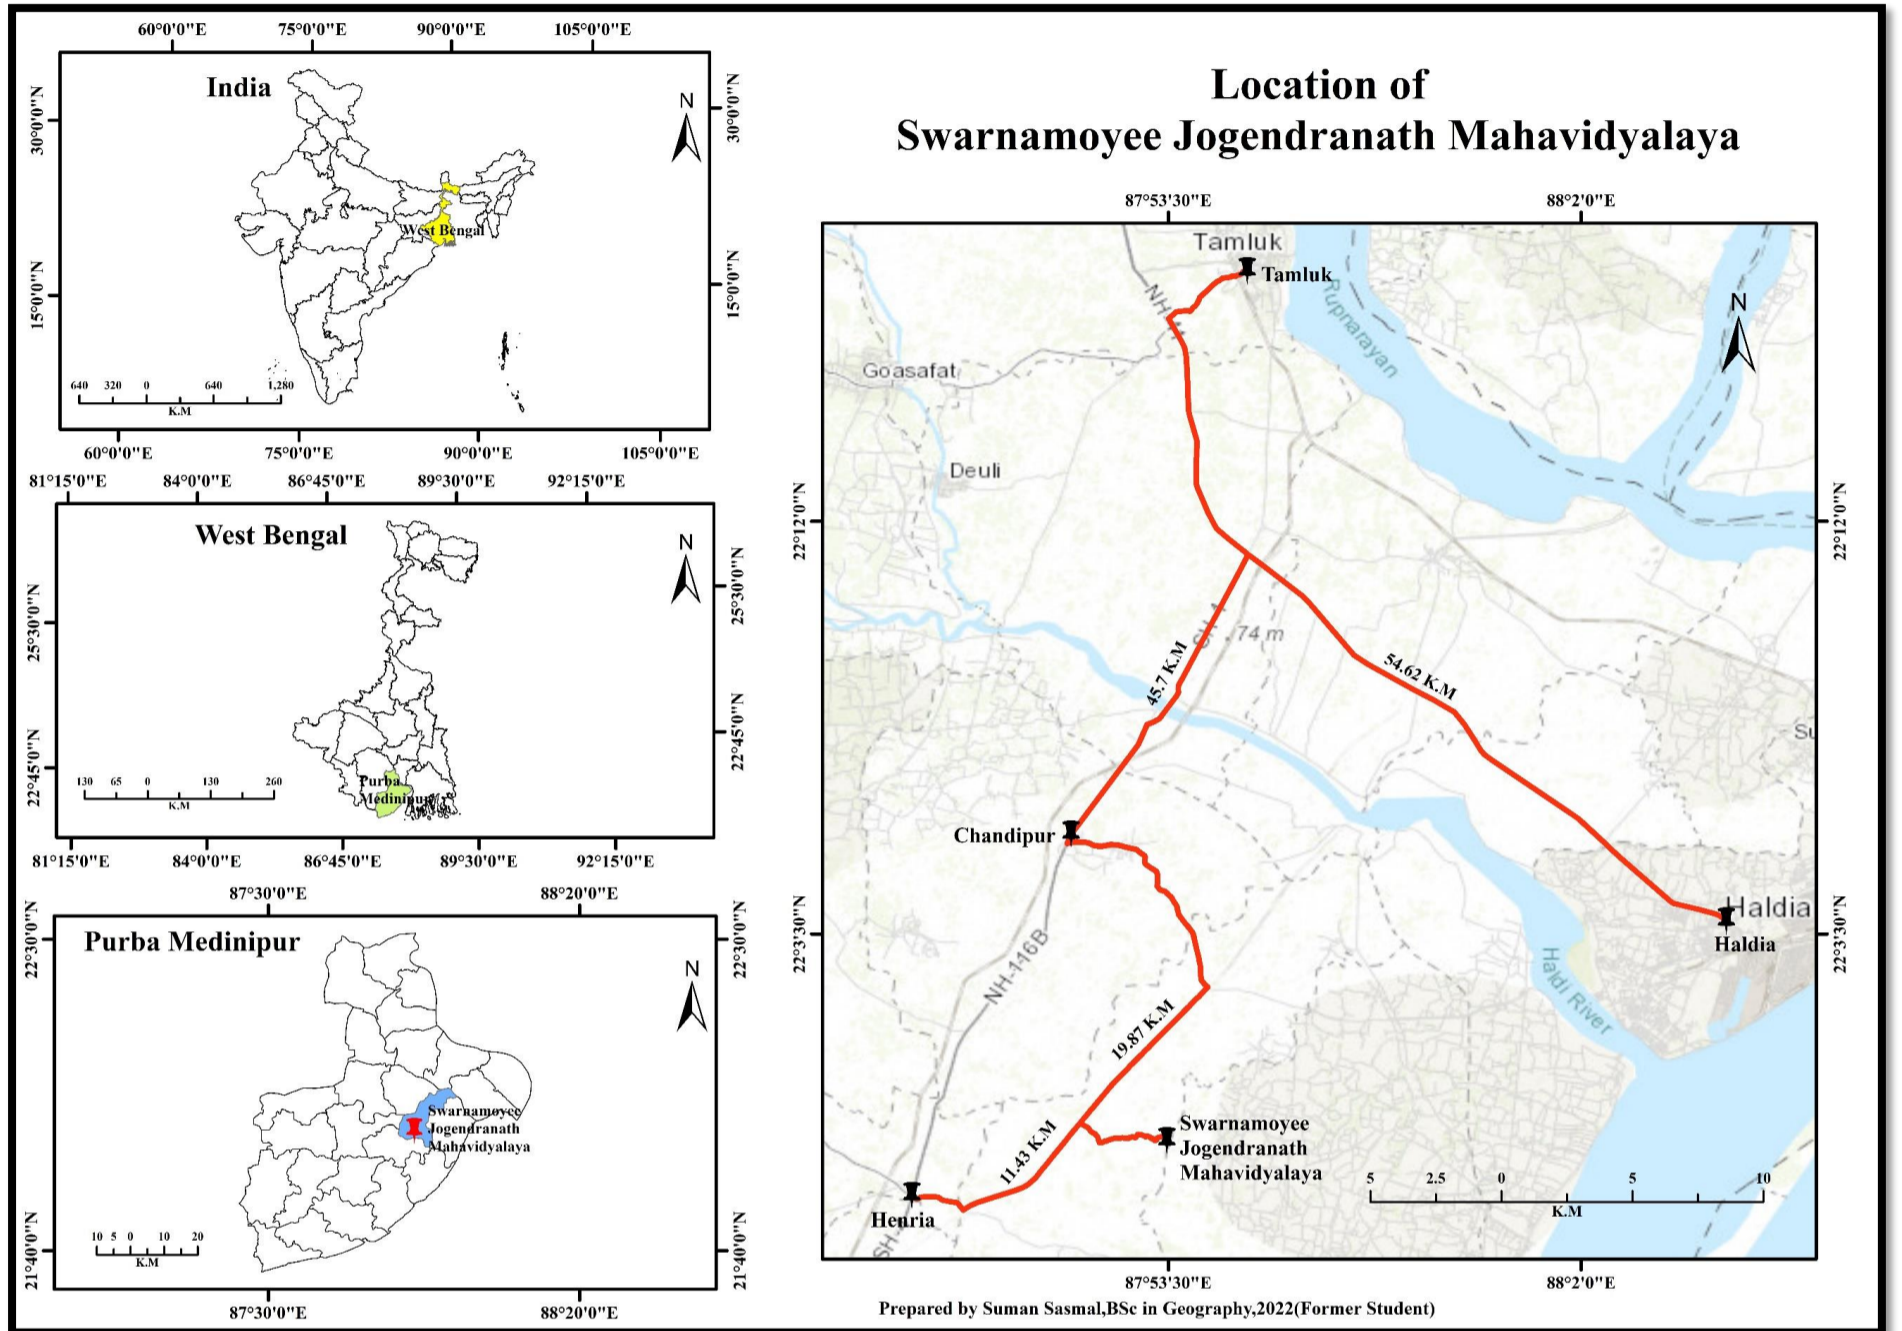 Location of
Swarnamoyee Jogendranath Mahavidyalaya
60°0'0"E 75°0'0"E 90°0'0"E 105°0'0"E
India
N
30°0'0"N
30°0'0"N
West Bengal
15°0'0"N
15°0'0"N
640 320 0 640 1,280
K.M
60°0'0"E 75°0'0"E 90°0'0"E 105°0'0"E
81°15'0"E 84°0'0"E 86°45'0"E 89°30'0"E 92°15'0"E
West Bengal
N
25°30'0"N
25°30'0"N
22°45'0"N
22°45'0"N
Purba
Medinipur
130 65 0 130 260
K.M
81°15'0"E 84°0'0"E 86°45'0"E 89°30'0"E 92°15'0"E
87°30'0"E 88°20'0"E
Purba Medinipur
N
22°30'0"N
22°30'0"N
Swarnamoyee
Jogendranath
Mahavidyalaya
10 5 0 10 20
K.M
21°40'0"N
21°40'0"N
87°30'0"E 88°20'0"E
87°53'30"E 88°2'0"E
Tamluk
Tamluk
Rupnarayan
N
Goasafat
Deuli
22°12'0"N
22°12'0"N
74 m
45.7 K.M
54.62 K.M
Chandipur
Haldia
Haldia
22°3'30"N
22°3'30"N
NH-116B
Haldi River
19.87 K.M
11.43 K.M
Swarnamoyee
Jogendranath
Mahavidyalaya
Henria
5 2.5 0 5 10
K.M
87°53'30"E 88°2'0"E
Prepared by Suman Sasmal,BSc in Geography,2022(Former Student)